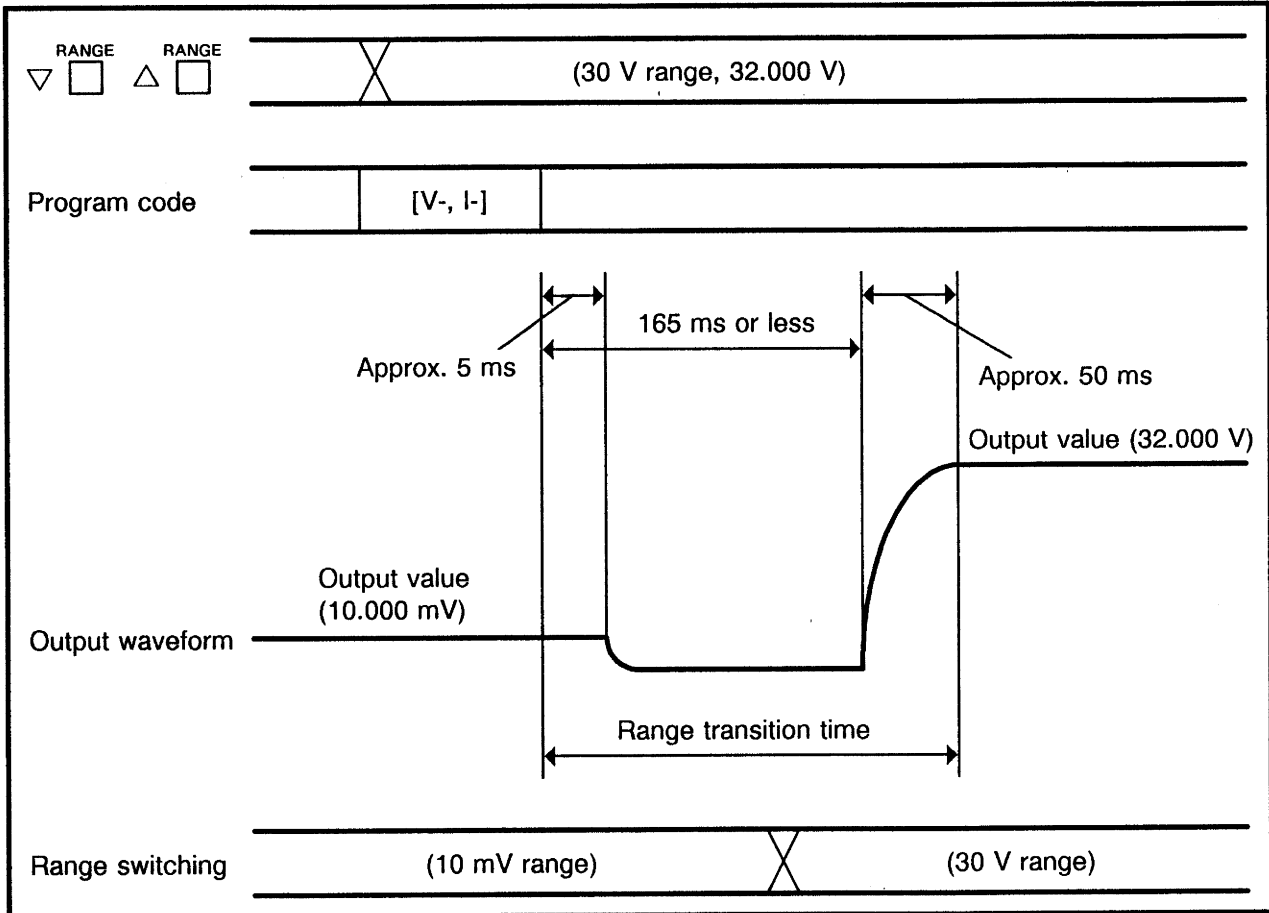 RANGE RANGE
(30 V range, 32.000 V)
Program code
[V-, I-]
165 ms or less
Approx. 5 ms
Approx. 50 ms
Output value (32.000 V)
Output value
(10.000 mV)
Output waveform
Range transition time
Range switching
(10 mV range)
(30 V range)